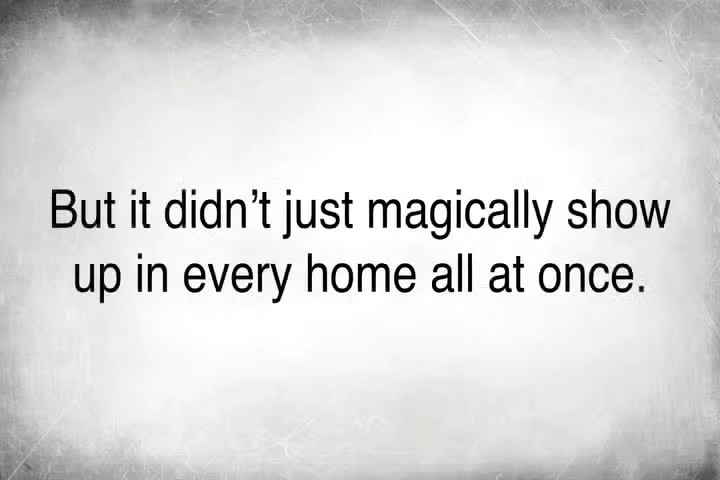 But it didn’t just magically show
up in every home all at once.